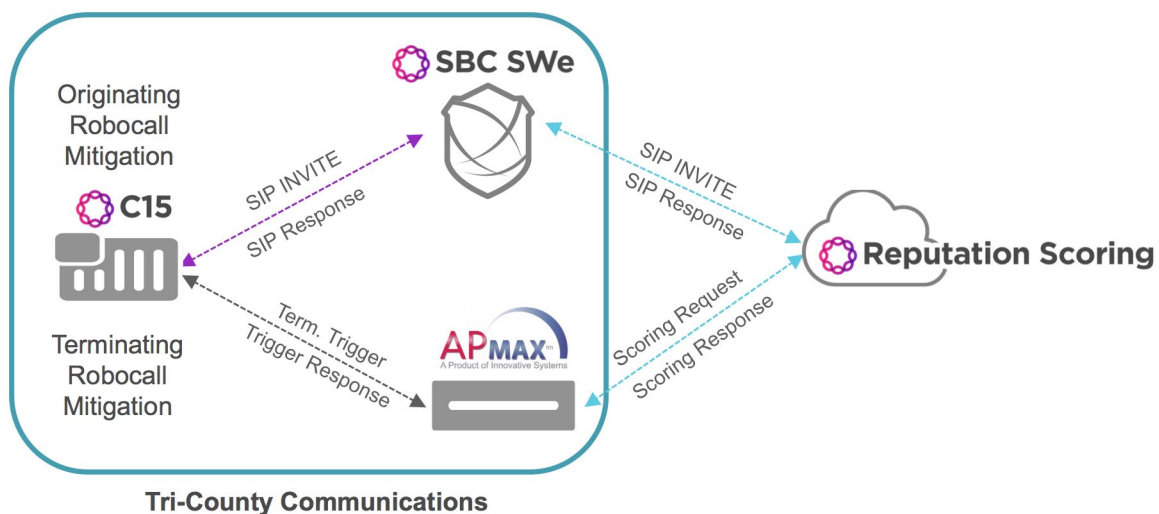 SBC SWe
Originating
Robocall
Mitigation
SIP INVITE
SIP Response
SIP INVITE
SIP Response
C15
Reputation Scoring
Term. Trigger
Trigger Response
APMAX™
A Product of Innovative Systems
Scoring Request
Scoring Response
Terminating
Robocall
Mitigation
Tri-County Communications